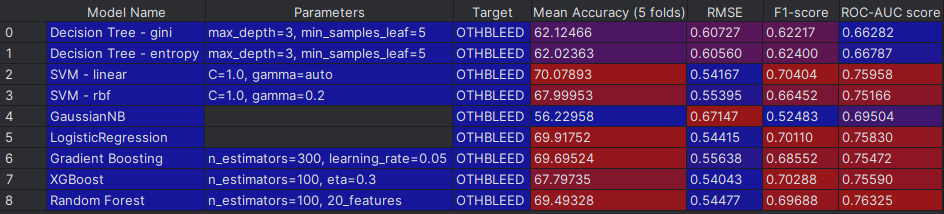 Model Name Parameters Target Mean Accuracy (5 folds) RMSE F1-score ROC-AUC score
0 Decision Tree - gini max_depth=3, min_samples_leaf=5 OTHBLEED 62.12466 0.60727 0.62217 0.66282
1 Decision Tree - entropy max_depth=3, min_samples_leaf=5 OTHBLEED 62.02363 0.60560 0.62400 0.66787
2 SVM - linear C=1.0, gamma=auto OTHBLEED 70.07893 0.54167 0.70404 0.75958
3 SVM - rbf C=1.0, gamma=0.2 OTHBLEED 67.99953 0.55395 0.66452 0.75166
4 GaussianNB OTHBLEED 56.22958 0.67147 0.52483 0.69504
5 LogisticRegression OTHBLEED 69.91752 0.54415 0.70110 0.75830
6 Gradient Boosting n_estimators=300, learning_rate=0.05 OTHBLEED 69.69524 0.55638 0.68552 0.75472
7 XGBoost n_estimators=100, eta=0.3 OTHBLEED 67.79735 0.54043 0.70288 0.75590
8 Random Forest n_estimators=100, 20_features OTHBLEED 69.49328 0.54477 0.69688 0.76325